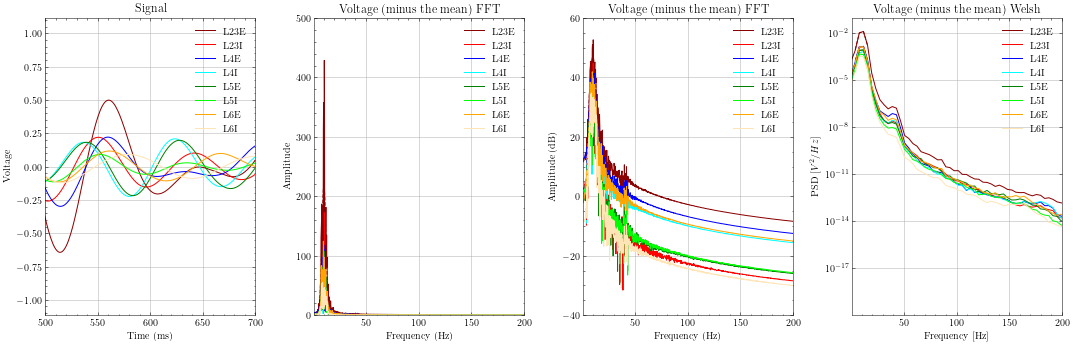 Signal
Voltage
1.00
0.75
0.50
0.25
0.00
−0.25
−0.50
−0.75
−1.00
500
550
600
650
700
Time (ms)
L23E
L23I
L4E
L4I
L5E
L5I
L6E
L6I
Voltage (minus the mean) FFT
Amplitude
500
400
300
200
100
0
50
100
150
200
Frequency (Hz)
L23E
L23I
L4E
L4I
L5E
L5I
L6E
L6I
Voltage (minus the mean) FFT
Amplitude (dB)
60
40
20
0
−20
−40
50
100
150
200
Frequency (Hz)
L23E
L23I
L4E
L4I
L5E
L5I
L6E
L6I
Voltage (minus the mean) Welsh
PSD [V²/Hz]
10⁻²
10⁻⁵
10⁻⁸
10⁻¹¹
10⁻¹⁴
10⁻¹⁷
50
100
150
200
Frequency [Hz]
L23E
L23I
L4E
L4I
L5E
L5I
L6E
L6I